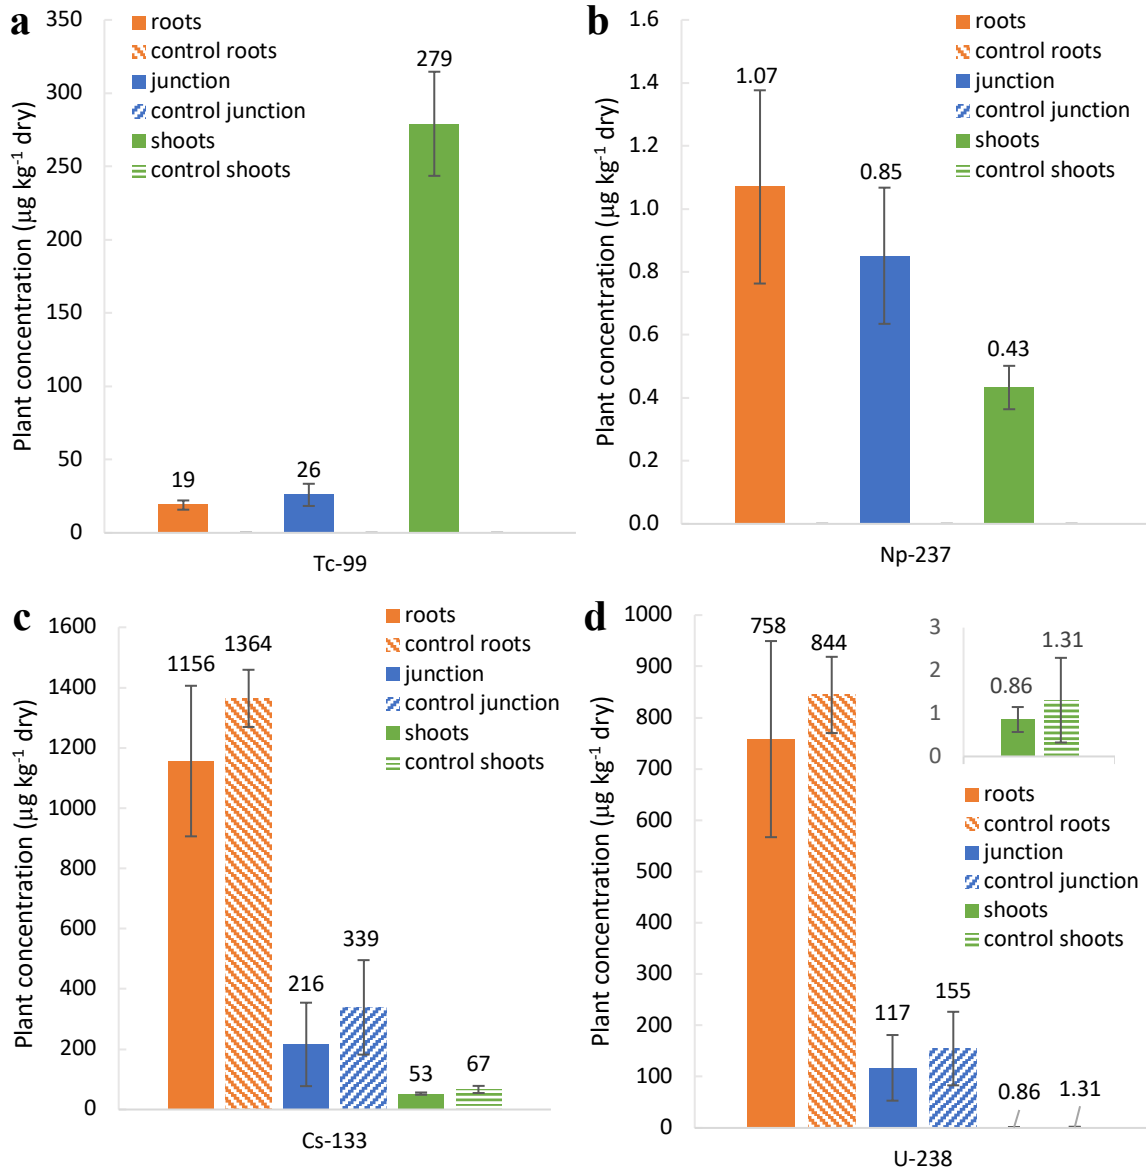 a
350
300
250
200
150
100
50
0
Plant concentration (µg kg⁻¹ dry)
roots
control roots
junction
control junction
shoots
control shoots
19
26
279
Tc-99
b
1.6
1.4
1.2
1.0
0.8
0.6
0.4
0.2
0.0
Plant concentration (µg kg⁻¹ dry)
roots
control roots
junction
control junction
shoots
control shoots
1.07
0.85
0.43
Np-237
c
1600
1400
1200
1000
800
600
400
200
0
Plant concentration (µg kg⁻¹ dry)
roots
control roots
junction
control junction
shoots
control shoots
1156
1364
216
339
53
67
Cs-133
d
1000
900
800
700
600
500
400
300
200
100
0
Plant concentration (µg kg⁻¹ dry)
3
2
1
0
0.86
1.31
roots
control roots
junction
control junction
shoots
control shoots
758
844
117
155
0.86
1.31
U-238